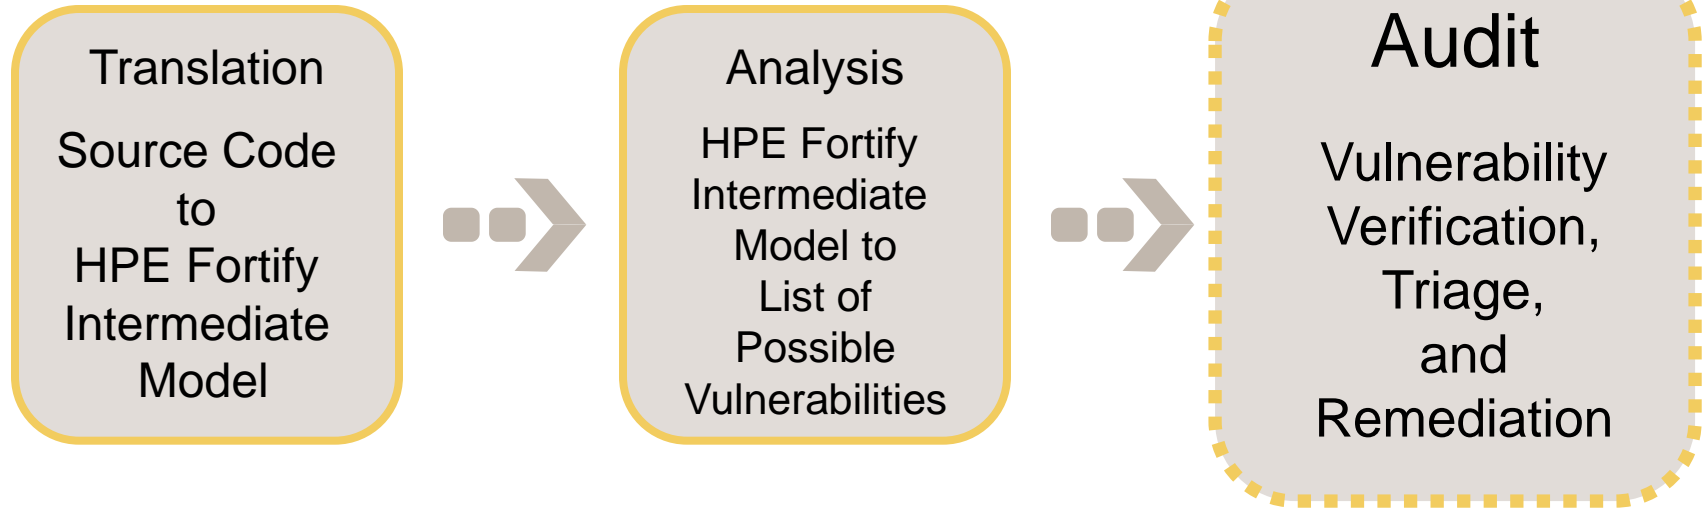 Translation
Source Code
to
HPE Fortify
Intermediate
Model
Analysis
HPE Fortify
Intermediate
Model to
List of
Possible
Vulnerabilities
Audit
Vulnerability
Verification,
Triage,
and
Remediation